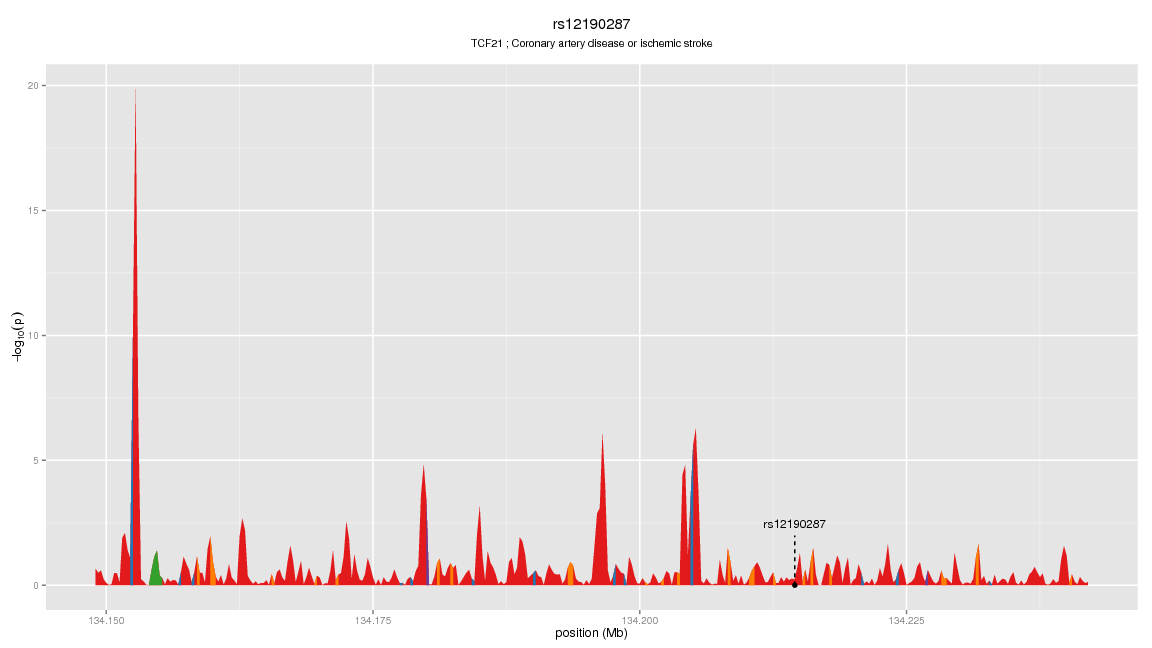 rs12190287
TCF21 ; Coronary artery disease or ischemic stroke
20
15
10
5
0
−log10(p)
rs12190287
134.150 134.175 134.200 134.225
position (Mb)